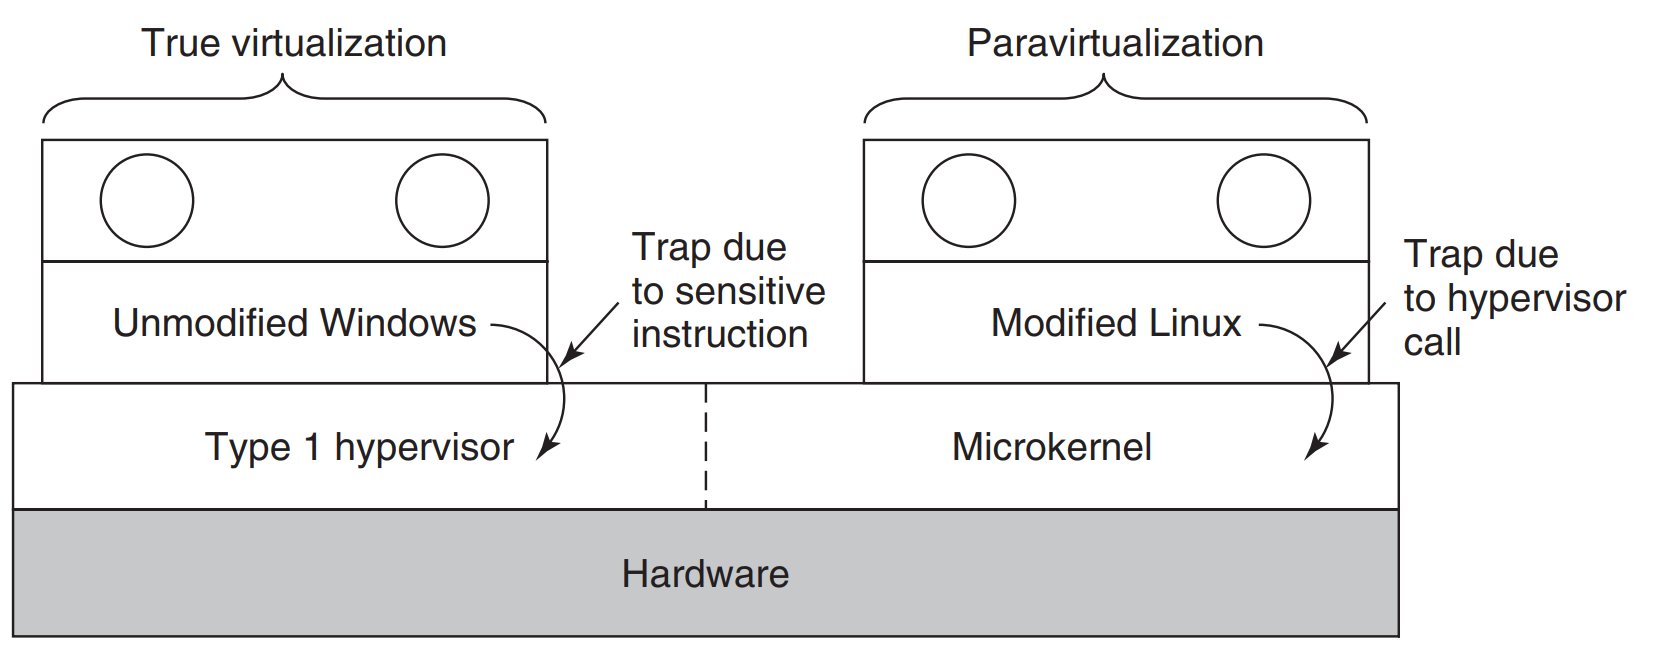 True virtualization
Paravirtualization
Trap due
to sensitive
instruction
Trap due
to hypervisor
call
Unmodified Windows
Modified Linux
Type 1 hypervisor
Microkernel
Hardware